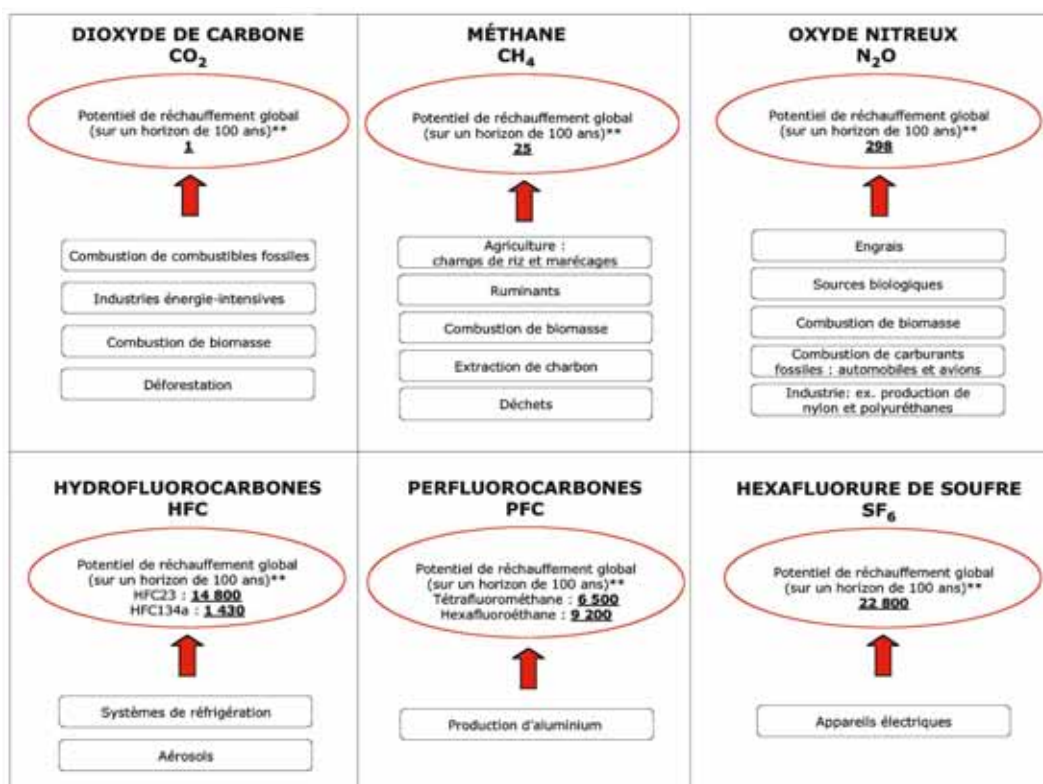 DIOXYDE DE CARBONE
CO₂
Potentiel de réchauffement global
(sur un horizon de 100 ans)**
1
Combustion de combustibles fossiles
Industries énergie-intensives
Combustion de biomasse
Déforestation
MÉTHANE
CH₄
Potentiel de réchauffement global
(sur un horizon de 100 ans)**
25
Agriculture :
champs de riz et marécages
Ruminants
Combustion de biomasse
Extraction de charbon
Déchets
OXYDE NITREUX
N₂O
Potentiel de réchauffement global
(sur un horizon de 100 ans)**
298
Engrais
Sources biologiques
Combustion de biomasse
Combustion de carburants
fossiles : automobiles et avions
Industrie: ex. production de
nylon et polyuréthanes
HYDROFLUOROCARBONES
HFC
Potentiel de réchauffement global
(sur un horizon de 100 ans)**
HFC23 : 14 800
HFC134a : 1 430
Systèmes de réfrigération
Aérosols
PERFLUOROCARBONES
PFC
Potentiel de réchauffement global
(sur un horizon de 100 ans)**
Tétrafluorométhane : 6 500
Hexafluoroéthane : 9 200
Production d'aluminium
HEXAFLUORURE DE SOUFRE
SF₆
Potentiel de réchauffement global
(sur un horizon de 100 ans)**
22 800
Appareils électriques